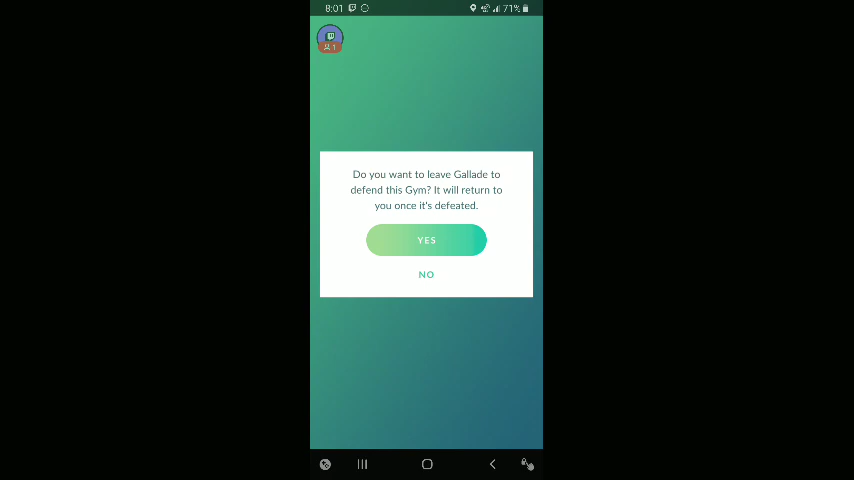 8:01 71%
1
Do you want to leave Gallade to
defend this Gym? It will return to
you once it's defeated.
YES
NO